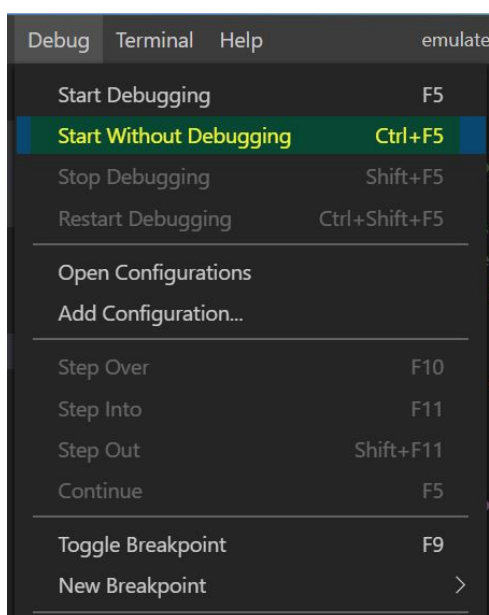 Debug Terminal Help emulate
Start Debugging F5
Start Without Debugging Ctrl+F5
Stop Debugging Shift+F5
Restart Debugging Ctrl+Shift+F5
Open Configurations
Add Configuration...
Step Over F10
Step Into F11
Step Out Shift+F11
Continue F5
Toggle Breakpoint F9
New Breakpoint